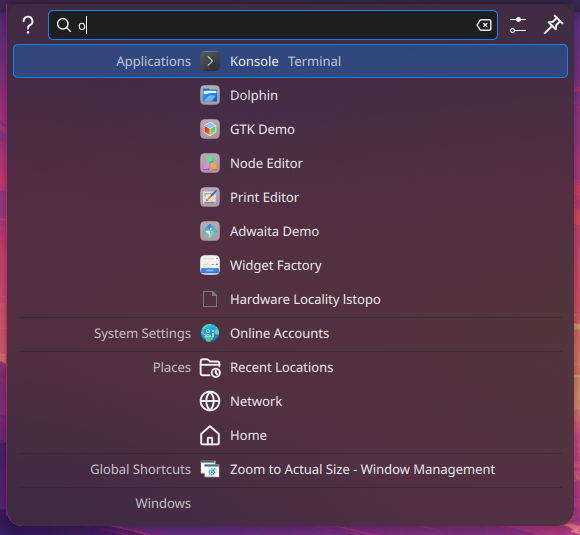 ?
o
Applications Konsole Terminal
Dolphin
GTK Demo
Node Editor
Print Editor
Adwaita Demo
Widget Factory
Hardware Locality lstopo
System Settings Online Accounts
Places Recent Locations
Network
Home
Global Shortcuts Zoom to Actual Size - Window Management
Windows